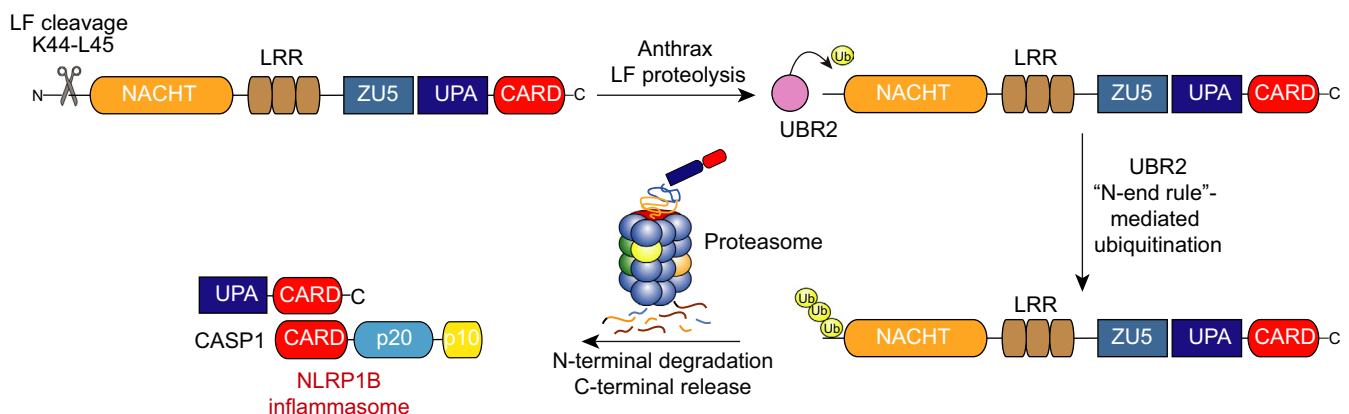 LF cleavage
K44-L45
N
NACHT
LRR
ZU5
UPA
CARD
C
Anthrax
LF proteolysis
Ub
UBR2
NACHT
LRR
ZU5
UPA
CARD
C
UBR2
“N-end rule”-
mediated
ubiquitination
Ub
Ub
Ub
NACHT
LRR
ZU5
UPA
CARD
C
Proteasome
N-terminal degradation
C-terminal release
UPA
CARD
C
CASP1
CARD
p20
p10
NLRP1B
inflammasome